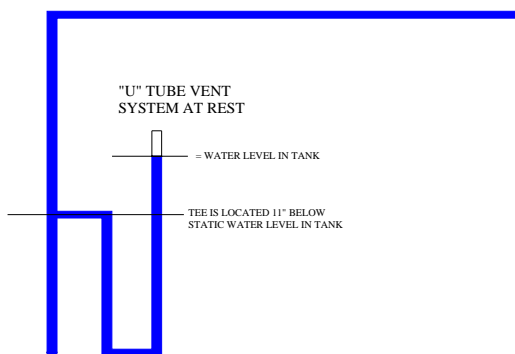 "U" TUBE VENT
SYSTEM AT REST
= WATER LEVEL IN TANK
TEE IS LOCATED 11" BELOW
STATIC WATER LEVEL IN TANK